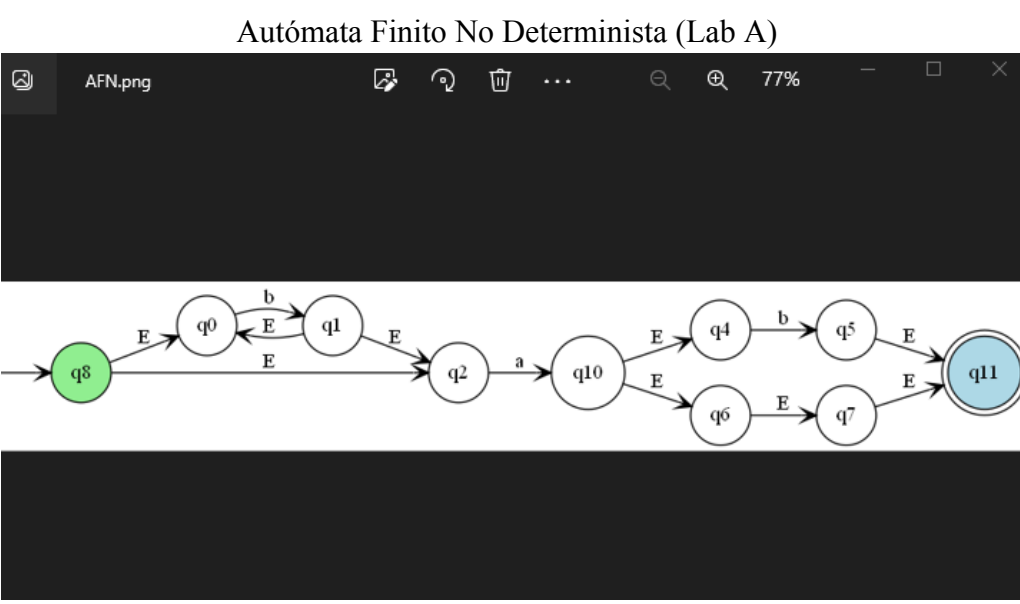 Autómata Finito No Determinista (Lab A)
AFN.png 77%
b
E q0 E q1 E
q8 E q2 a q10
E q4 b q5 E
E q6 E q7 E
q11